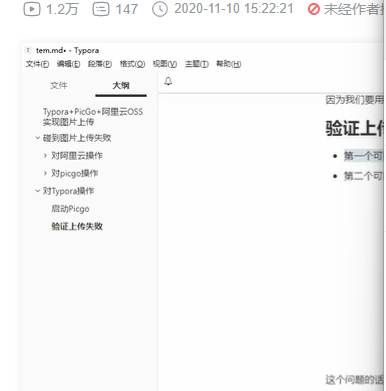 1.2万 147 2020-11-10 15:22:21 未经作者
tem.md• - Typora
文件(F) 编辑(E) 段落(P) 格式(O) 视图(V) 主题(T) 帮助(H)
文件 大纲
Typora+PicGo+阿里云OSS
实现图片上传
碰到图片上传失败
对阿里云操作
对picgo操作
对Typora操作
启动Picgo
验证上传失败
因为我们要用
验证上传
第一个可
第二个可
这个问题的话